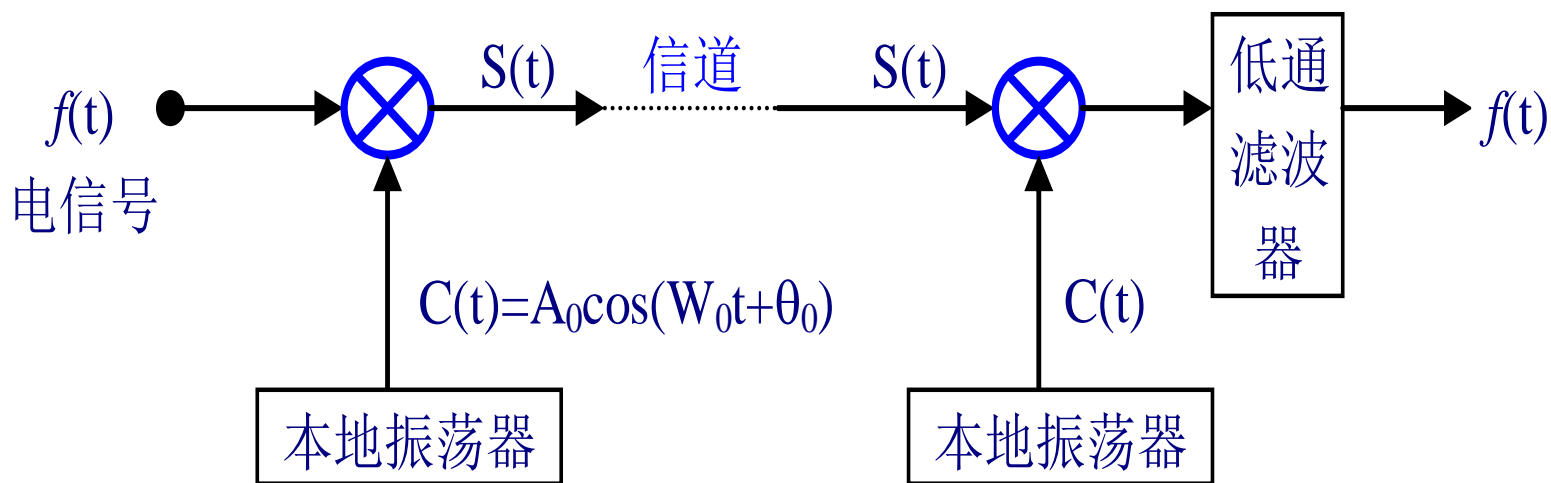 f(t)
电信号
S(t)
信道
S(t)
低通
滤波
器
f(t)
C(t)=A₀cos(W₀t+θ₀)
C(t)
本地振荡器
本地振荡器